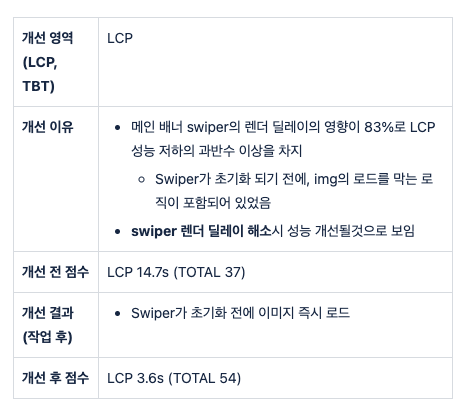 개선 영역
(LCP,
TBT)
LCP
개선 이유
메인 배너 swiper의 렌더 딜레이의 영향이 83%로 LCP
성능 저하의 과반수 이상을 차지
Swiper가 초기화 되기 전에, img의 로드를 막는 로
직이 포함되어 있었음
swiper 렌더 딜레이 해소시 성능 개선될것으로 보임
개선 전 점수
LCP 14.7s (TOTAL 37)
개선 결과
(작업 후)
Swiper가 초기화 전에 이미지 즉시 로드
개선 후 점수
LCP 3.6s (TOTAL 54)